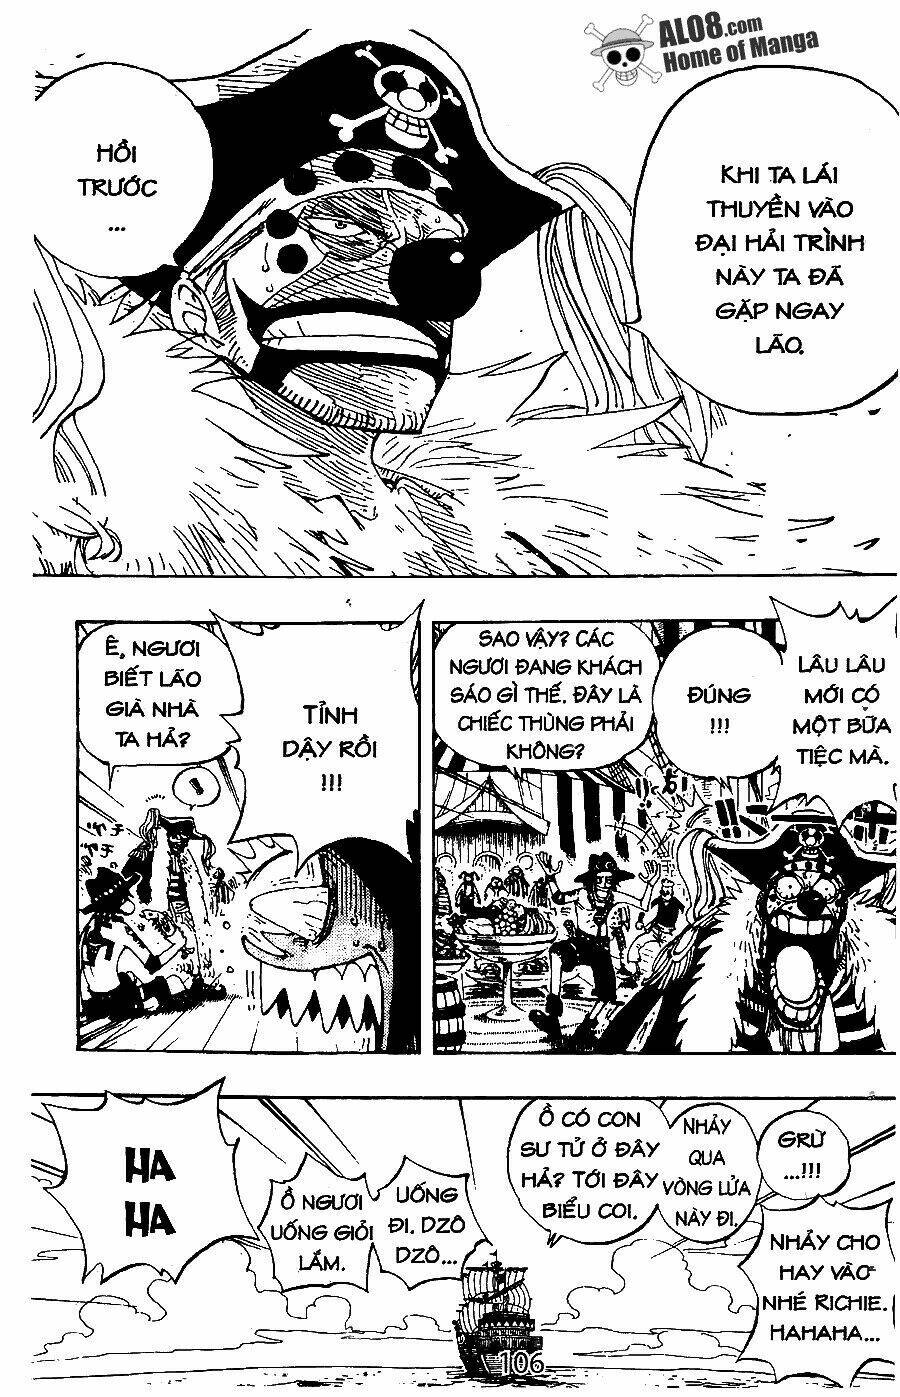 ALO8.com
Home of Manga
KHI TA LÁI
THUYỀN VÀO
ĐẠI HẢI TRÌNH
NÀY TA ĐÃ
GẶP NGAY
LÃO.
HỒI
TRƯỚC
...
LÂU LÂU
MỚI CÓ
MỘT BỮA
TIỆC MÀ.
ĐÚNG
!!!
SAO VẬY? CÁC
NGƯƠI ĐANG KHÁCH
SÁO GÌ THẾ. ĐÂY LÀ
CHIẾC THÙNG PHẢI
KHÔNG?
TỈNH
DẬY RỒI
!!!
Ê, NGƯƠI
BIẾT LÃO
GIÀ NHÀ
TA HẢ?
GRỪ
...!!!
NHẢY
QUA
VÒNG LỬA
NÀY ĐI.
Ồ CÓ CON
SƯ TỬ Ở ĐÂY
HẢ? TỚI ĐÂY
BIỂU COI.
NHẢY CHO
HAY VÀO
NHÉ RICHIE.
HAHAHA...
UỐNG
ĐI. DZÔ
DZÔ...
Ồ NGƯƠI
UỐNG GIỎI
LẮM.
HA
HA
106